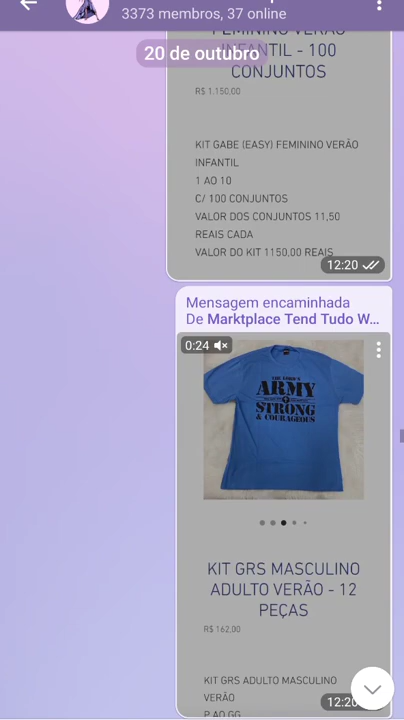 3373 membros, 37 online
20 de outubro
FEMININO VERÃO
INFANTIL - 100
CONJUNTOS
R$ 1.150,00
KIT GABE (EASY) FEMININO VERÃO
INFANTIL
1 AO 10
C/ 100 CONJUNTOS
VALOR DOS CONJUNTOS 11,50
REAIS CADA
VALOR DO KIT 1150,00 REAIS
12:20
Mensagem encaminhada
De Marktplace Tend Tudo W...
0:24
ARMY
STRONG
& COURAGEOUS
KIT GRS MASCULINO
ADULTO VERÃO - 12
PEÇAS
R$ 162,00
KIT GRS ADULTO MASCULINO
VERÃO
P AO GG
12:20